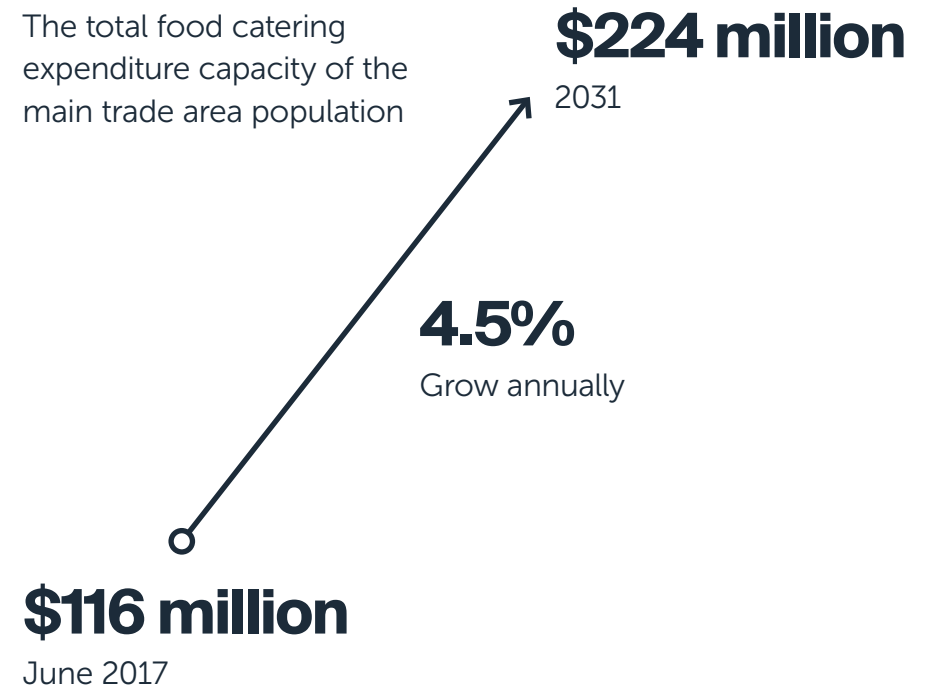 The total food catering
expenditure capacity of the
main trade area population
$224 million
2031
4.5%
Grow annually
$116 million
June 2017